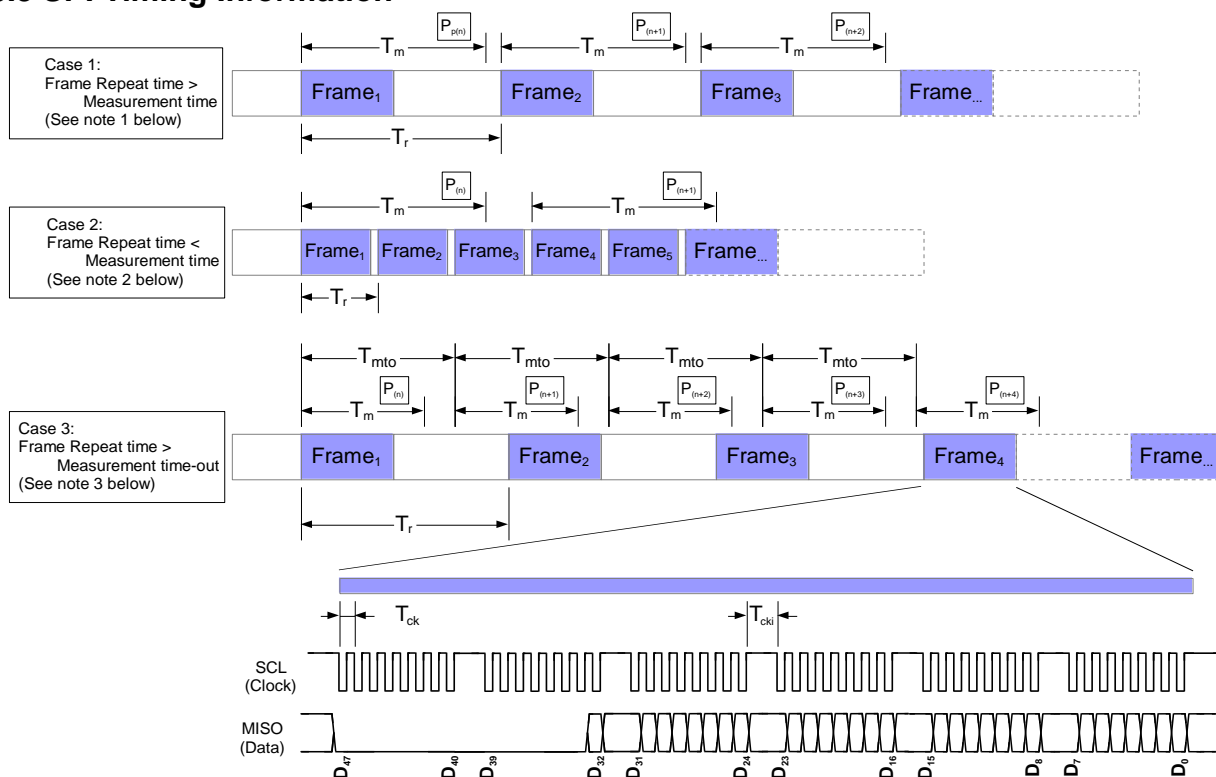 Case 1:
Frame Repeat time >
Measurement time
(See note 1 below)
Tm
Pp(n)
Tm
P(n+1)
Tm
P(n+2)
Frame1
Frame2
Frame3
Frame...
Tr
Case 2:
Frame Repeat time <
Measurement time
(See note 2 below)
Tm
P(n)
Tm
P(n+1)
Frame1
Frame2
Frame3
Frame4
Frame5
Frame...
Tr
Tmto
Tmto
Tmto
Tmto
Case 3:
Frame Repeat time >
Measurement time-out
(See note 3 below)
Tm
P(n)
Tm
P(n+1)
Tm
P(n+2)
Tm
P(n+3)
Tm
P(n+4)
Frame1
Frame2
Frame3
Frame4
Frame...
Tr
Tck
Tcki
SCL
(Clock)
MISO
(Data)
D47
D40
D39
D32
D31
D24
D23
D16
D15
D8
D7
D0